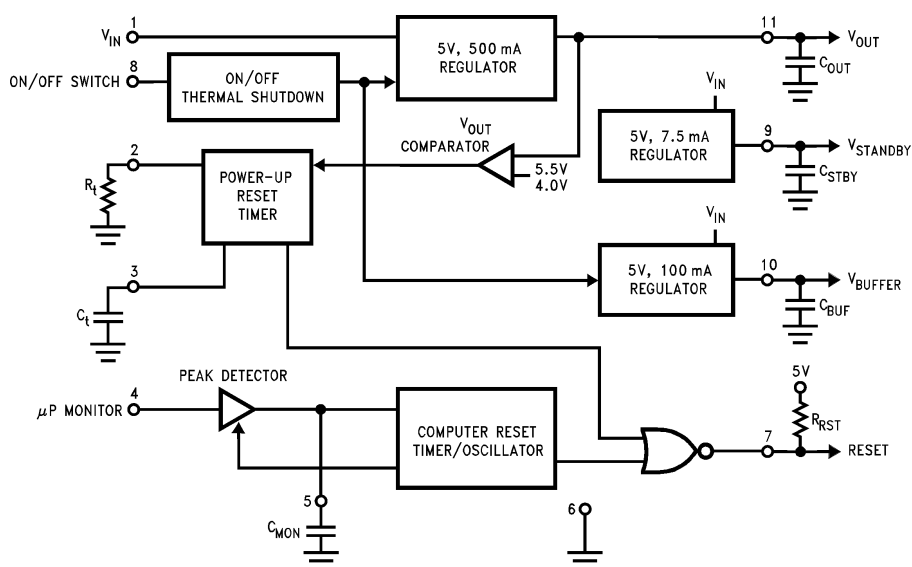 1
V_IN
8
ON/OFF SWITCH
ON/OFF
THERMAL SHUTDOWN
5V, 500 mA
REGULATOR
11
V_OUT
C_OUT
V_OUT
COMPARATOR
5.5V
4.0V
V_IN
5V, 7.5 mA
REGULATOR
9
V_STANDBY
C_STBY
2
R_t
POWER-UP
RESET
TIMER
3
C_t
V_IN
5V, 100 mA
REGULATOR
10
V_BUFFER
C_BUF
PEAK DETECTOR
4
μP MONITOR
COMPUTER RESET
TIMER/OSCILLATOR
5
C_MON
6
5V
R_RST
7
RESET